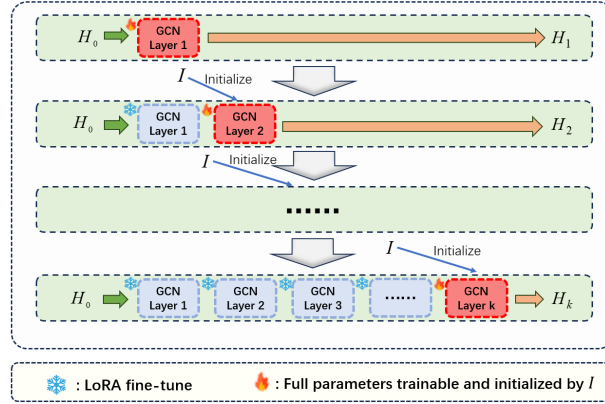 H₀
GCN
Layer 1
H₁
I
Initialize
H₀
GCN
Layer 1
GCN
Layer 2
H₂
I
Initialize
......
I
Initialize
H₀
GCN
Layer 1
GCN
Layer 2
GCN
Layer 3
......
GCN
Layer k
Hₖ
: LoRA fine-tune
: Full parameters trainable and initialized by I